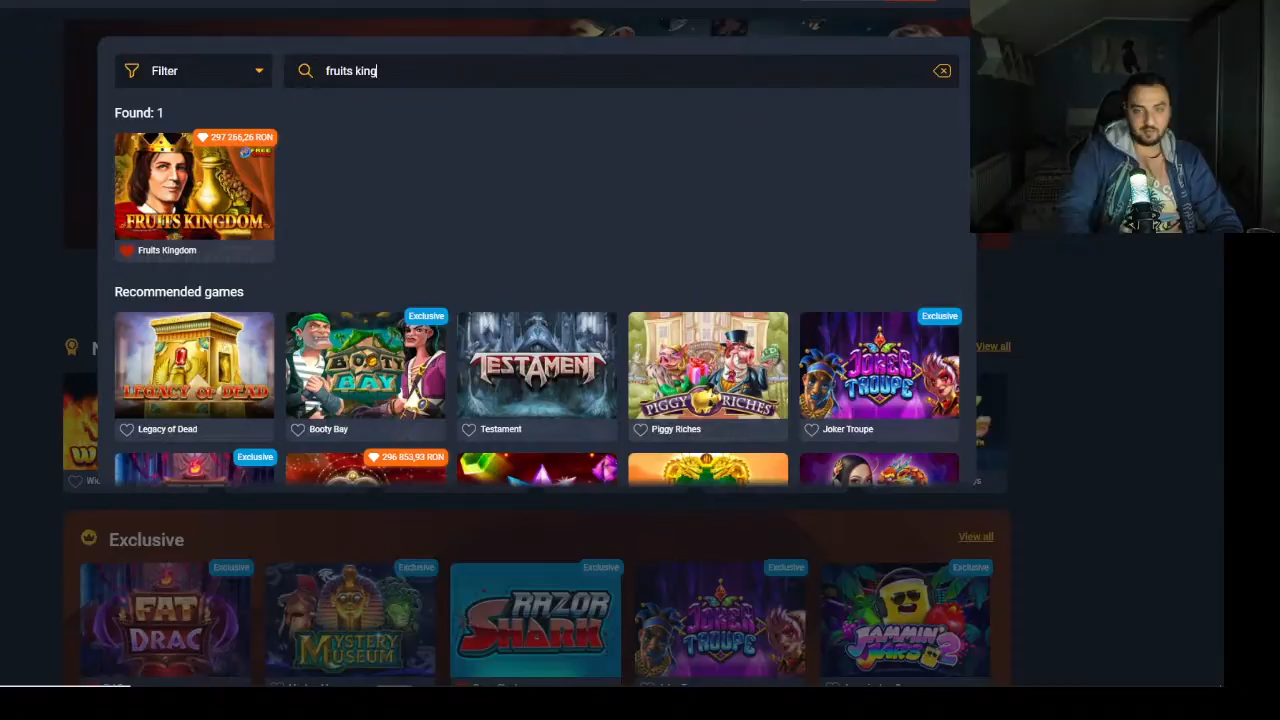 Filter
fruits king
Found: 1
297 266,26 RON
FREE
FRUITS KINGDOM
Fruits Kingdom
Recommended games
Exclusive
Exclusive
LEGACY OF DEAD
BOOTY BAY
TESTAMENT
PIGGY RICHES
JOKER TROUPE
View all
Legacy of Dead
Booty Bay
Testament
Piggy Riches
Joker Troupe
Exclusive
296 853,93 RON
Exclusive
View all
Exclusive
Exclusive
Exclusive
Exclusive
Exclusive
FAT DRAC
MYSTERY MUSEUM
RAZOR SHARK
JOKER TROUPE
JAMMIN' JARS 2